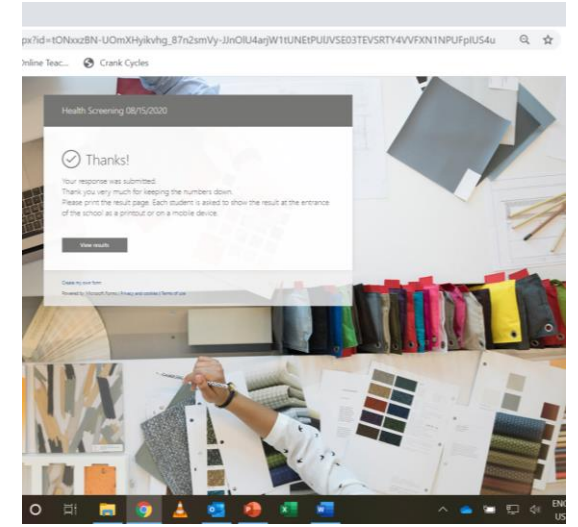 px?id=tONxxzBN-UOmXHyikvhg_87n2smVy-JJnOlU4arjW1tUNEtPUlJVSE03TEVSRTY4VVFXN1NPUFpIUS4u
Online Teac... Crank Cycles
Health Screening 08/15/2020
Thanks!
Your response was submitted.
Thank you very much for keeping the numbers down.
Please print the result page. Each student is asked to show the result at the entrance
of the school as a printout or on a mobile device.
View results
Create my own form
Powered by Microsoft Forms | Privacy and cookies | Terms of use
ENG
US